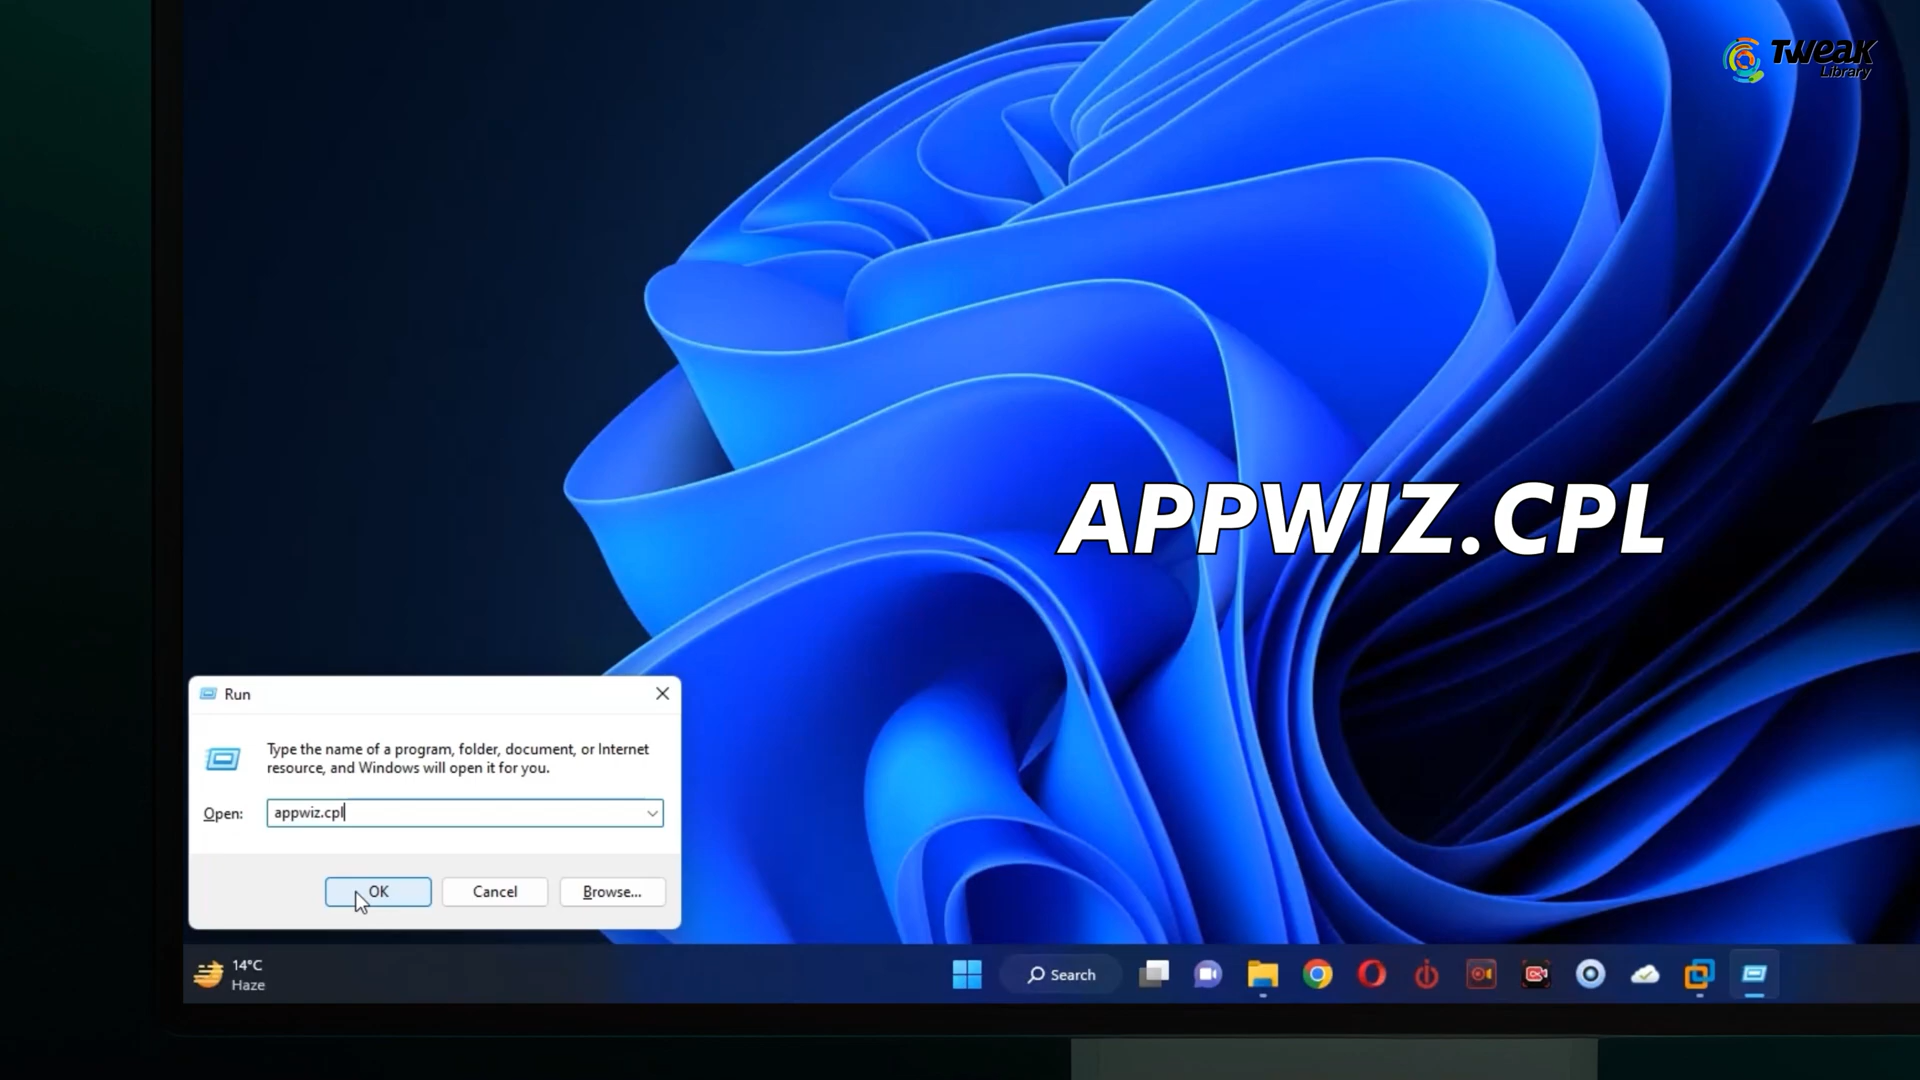 TWEAK
Library
APPWIZ.CPL
Run
Type the name of a program, folder, document, or Internet
resource, and Windows will open it for you.
Open: appwiz.cpl
OK Cancel Browse...
14°C
Haze
Search